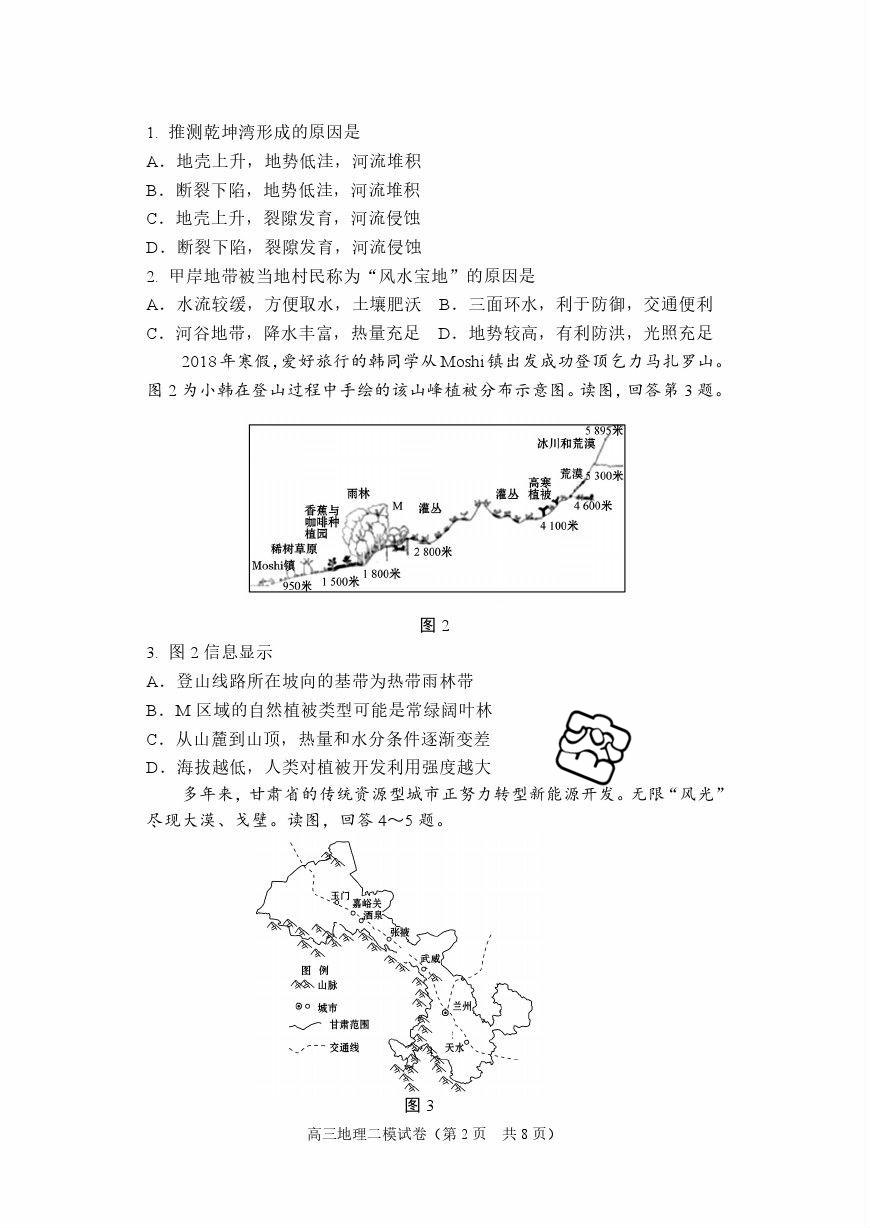 1. 推测乾坤湾形成的原因是
A．地壳上升，地势低洼，河流堆积
B．断裂下陷，地势低洼，河流堆积
C．地壳上升，裂隙发育，河流侵蚀
D．断裂下陷，裂隙发育，河流侵蚀
2. 甲岸地带被当地村民称为“风水宝地”的原因是
A．水流较缓，方便取水，土壤肥沃 B．三面环水，利于防御，交通便利
C．河谷地带，降水丰富，热量充足 D．地势较高，有利防洪，光照充足
2018年寒假，爱好旅行的韩同学从Moshi镇出发成功登顶乞力马扎罗山。
图2为小韩在登山过程中手绘的该山峰植被分布示意图。读图，回答第3题。
5 895米
冰川和荒漠
荒漠 5 300米
高寒
植被
灌丛
4 600米
4 100米
雨林
M
灌丛
香蕉与
咖啡种
植园
2 800米
稀树草原
Moshi镇
1 800米
1 500米
950米
图2
3. 图2信息显示
A．登山线路所在坡向的基带为热带雨林带
B．M区域的自然植被类型可能是常绿阔叶林
C．从山麓到山顶，热量和水分条件逐渐变差
D．海拔越低，人类对植被开发利用强度越大
多年来，甘肃省的传统资源型城市正努力转型新能源开发。无限“风光”
尽现大漠、戈壁。读图，回答4～5题。
玉门
嘉峪关
酒泉
张掖
武威
兰州
天水
图 例
山脉
城市
甘肃范围
交通线
图3
高三地理二模试卷（第2页 共8页）